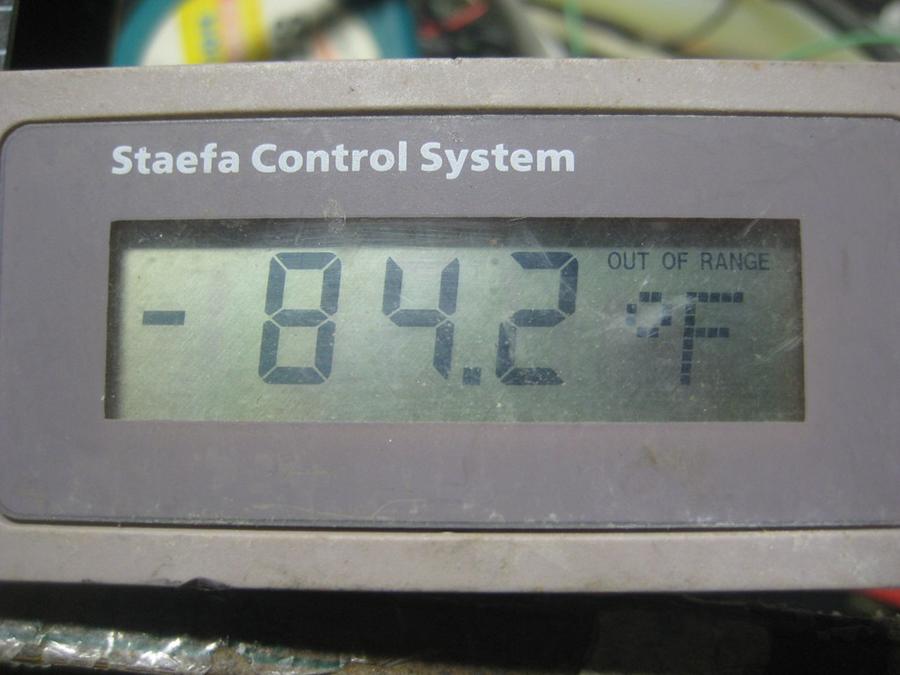 Staefa Control System
OUT OF RANGE
- 84.2 °F